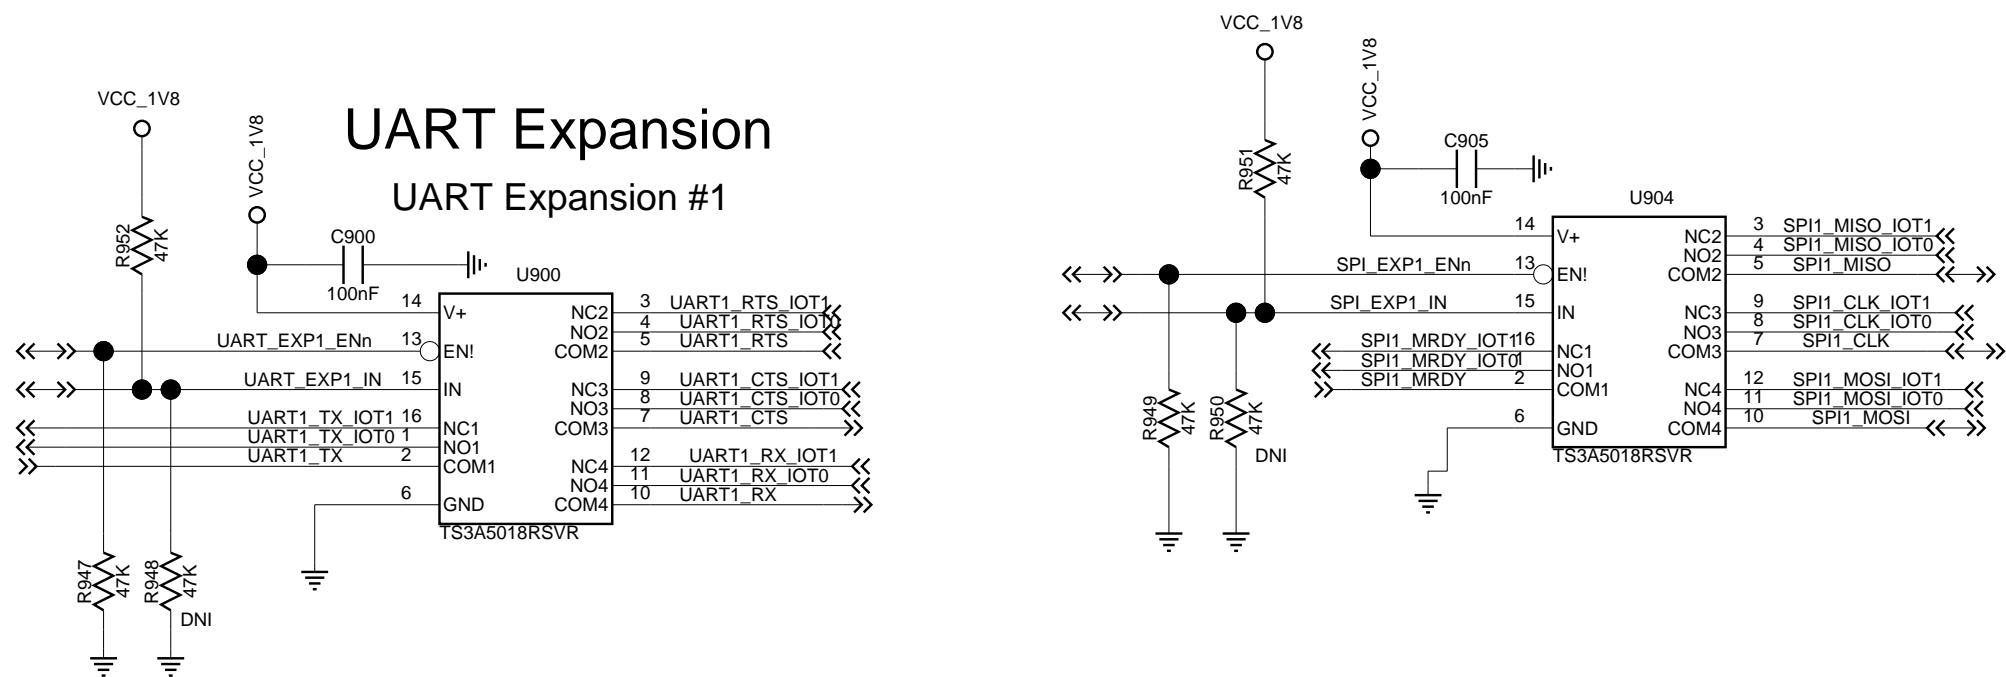 UART Expansion
UART Expansion #1
VCC_1V8
VCC_1V8
R952
47K
C900
100nF
U900
14
V+
UART_EXP1_ENn
13
EN!
UART_EXP1_IN
15
IN
UART1_TX_IOT1
16
NC1
UART1_TX_IOT0
1
NO1
UART1_TX
2
COM1
6
GND
NC2
3
UART1_RTS_IOT1
NO2
4
UART1_RTS_IOT0
COM2
5
UART1_RTS
NC3
9
UART1_CTS_IOT1
NO3
8
UART1_CTS_IOT0
COM3
7
UART1_CTS
NC4
12
UART1_RX_IOT1
NO4
11
UART1_RX_IOT0
COM4
10
UART1_RX
TS3A5018RSVR
R947
47K
R948
47K
DNI
VCC_1V8
VCC_1V8
R951
47K
C905
100nF
U904
14
V+
SPI_EXP1_ENn
13
EN!
SPI_EXP1_IN
15
IN
SPI1_MRDY_IOT1
16
NC1
SPI1_MRDY_IOT0
1
NO1
SPI1_MRDY
2
COM1
6
GND
NC2
3
SPI1_MISO_IOT1
NO2
4
SPI1_MISO_IOT0
COM2
5
SPI1_MISO
NC3
9
SPI1_CLK_IOT1
NO3
8
SPI1_CLK_IOT0
COM3
7
SPI1_CLK
NC4
12
SPI1_MOSI_IOT1
NO4
11
SPI1_MOSI_IOT0
COM4
10
SPI1_MOSI
TS3A5018RSVR
R949
47K
R950
47K
DNI